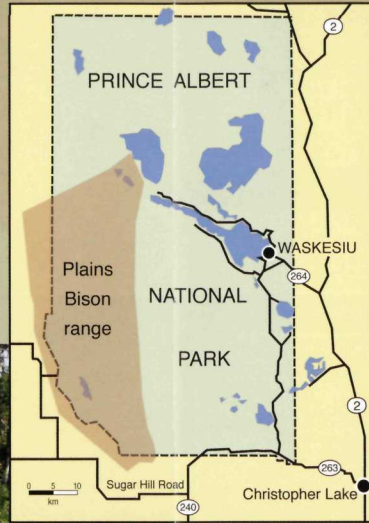 2
PRINCE ALBERT
WASKESIU
264
Plains
Bison
range
NATIONAL
PARK
2
263
0 5 10
km
Sugar Hill Road
240
Christopher Lake